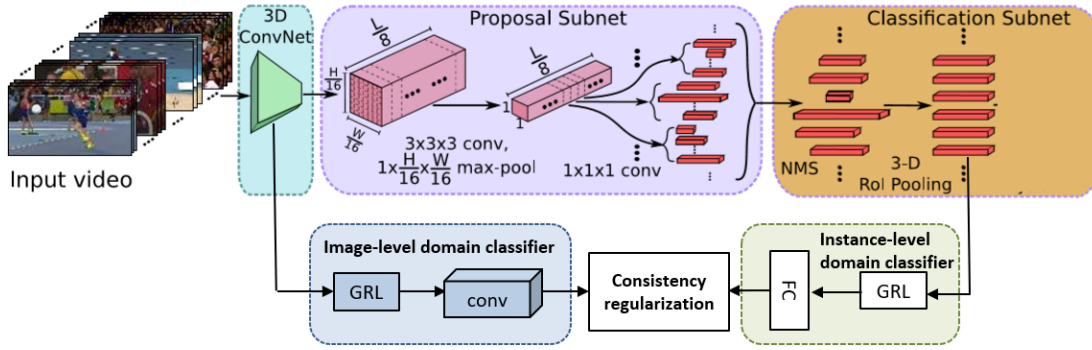 3D
ConvNet
Proposal Subnet
Classification Subnet
L/8
L/8
H/16
W/16
1
1
3x3x3 conv,
1xH/16xW/16 max-pool
1x1x1 conv
NMS
3-D
RoI Pooling
Input video
Image-level domain classifier
GRL
conv
Consistency
regularization
Instance-level
domain classifier
FC
GRL